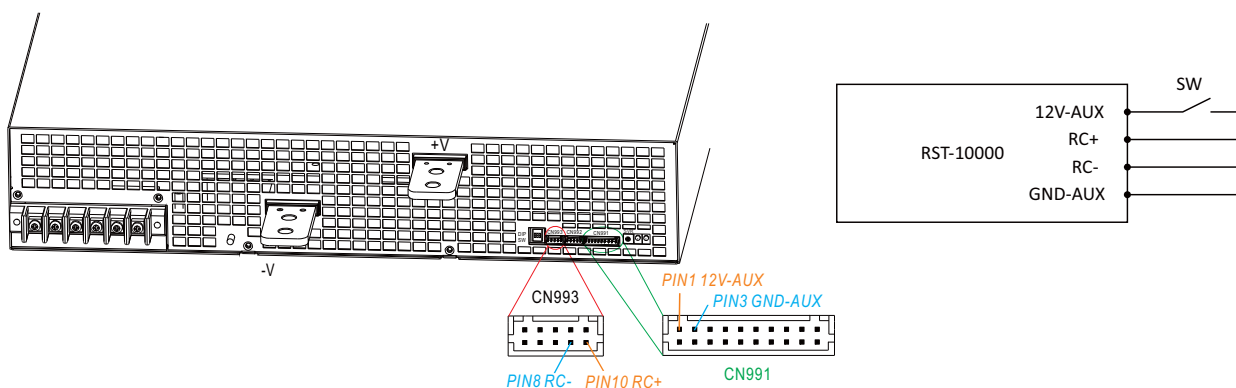 +V
-V
DIP
SW
CN993
CN992
CN991
CN993
PIN8 RC-
PIN10 RC+
PIN1 12V-AUX
PIN3 GND-AUX
CN991
RST-10000
12V-AUX
RC+
RC-
GND-AUX
SW